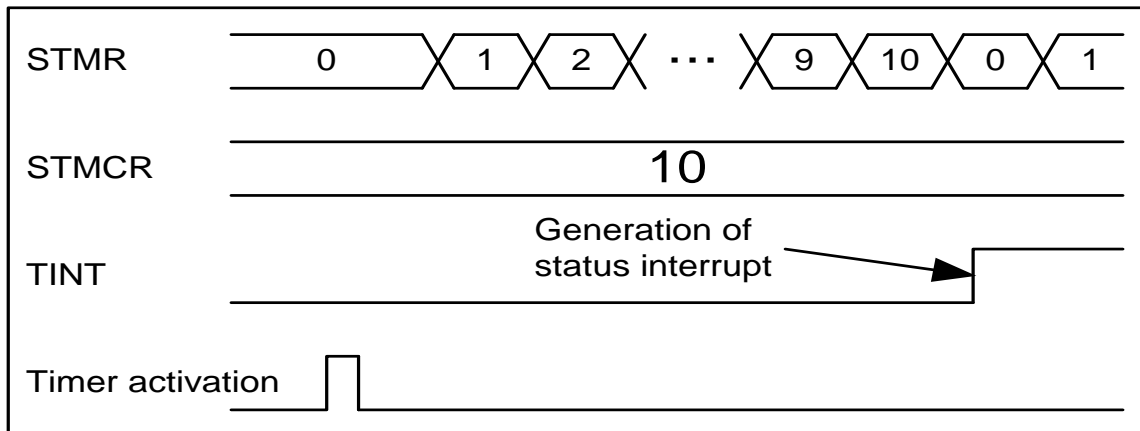 STMR 0 1 2 ... 9 10 0 1
STMCR 10
Generation of
status interrupt
TINT
Timer activation